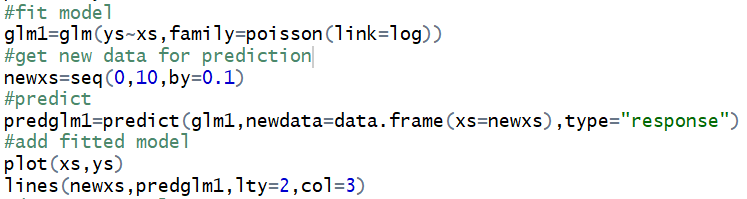 #fit model
glm1=glm(ys~xs,family=poisson(link=log))
#get new data for prediction
newxs=seq(0,10,by=0.1)
#predict
predglm1=predict(glm1,newdata=data.frame(xs=newxs),type="response")
#add fitted model
plot(xs,ys)
lines(newxs,predglm1,lty=2,col=3)